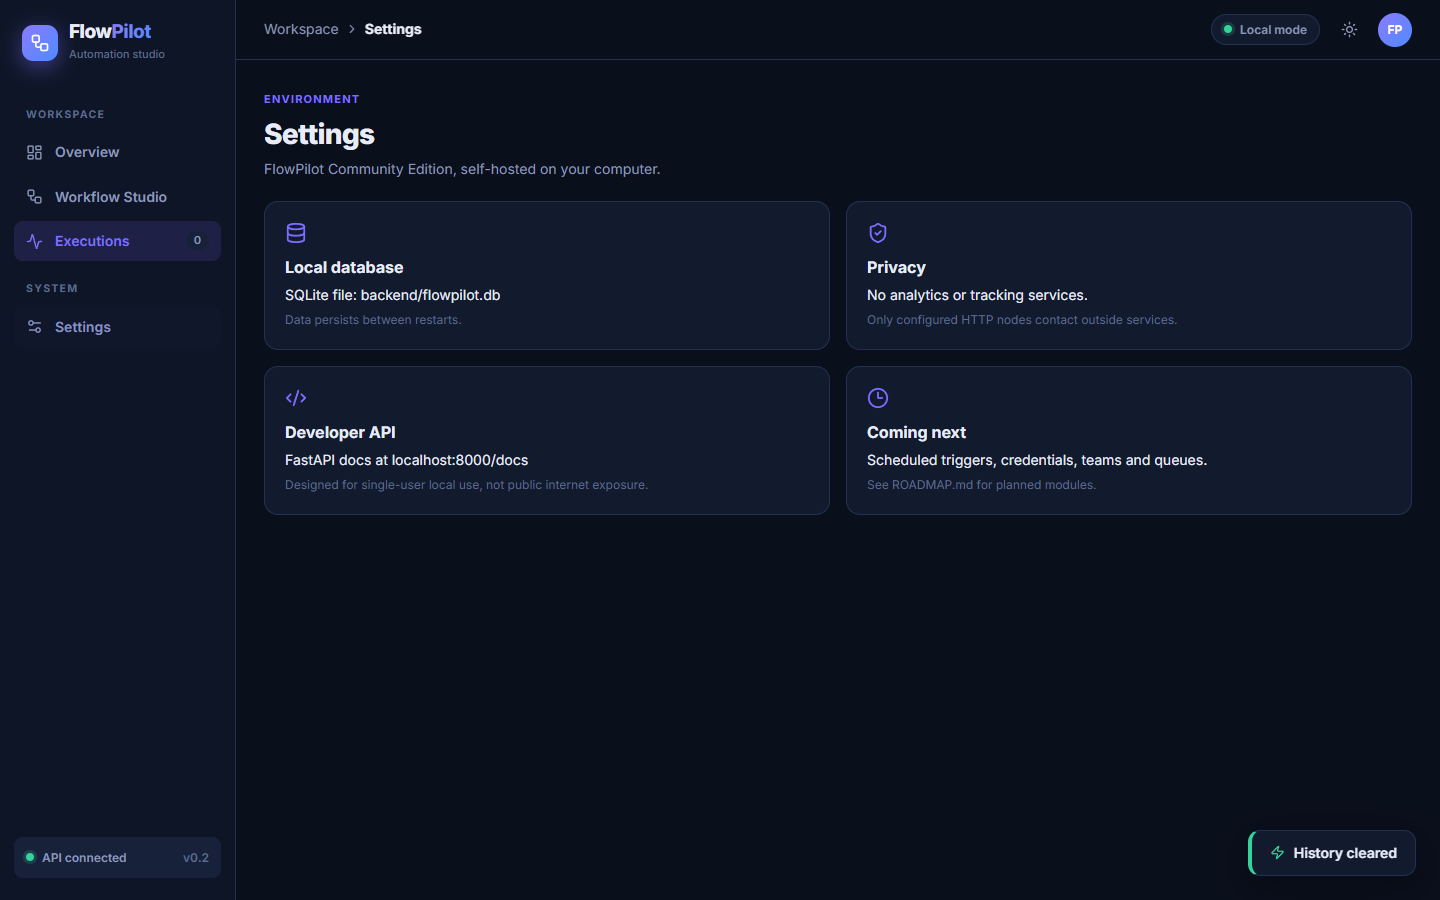 FlowPilot
Automation studio
WORKSPACE
Overview
Workflow Studio
Executions 0
SYSTEM
Settings
API connected v0.2
Workspace > Settings
Local mode
FP
ENVIRONMENT
Settings
FlowPilot Community Edition, self-hosted on your computer.
Local database
SQLite file: backend/flowpilot.db
Data persists between restarts.
Privacy
No analytics or tracking services.
Only configured HTTP nodes contact outside services.
Developer API
FastAPI docs at localhost:8000/docs
Designed for single-user local use, not public internet exposure.
Coming next
Scheduled triggers, credentials, teams and queues.
See ROADMAP.md for planned modules.
History cleared